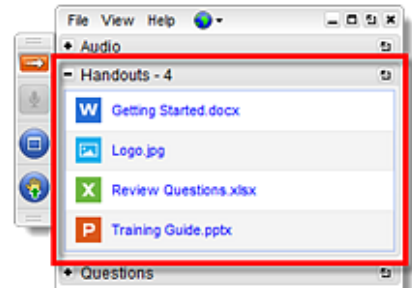 File View Help
Audio
Handouts - 4
W Getting Started.docx
Logo.jpg
X Review Questions.xlsx
P Training Guide.pptx
Questions